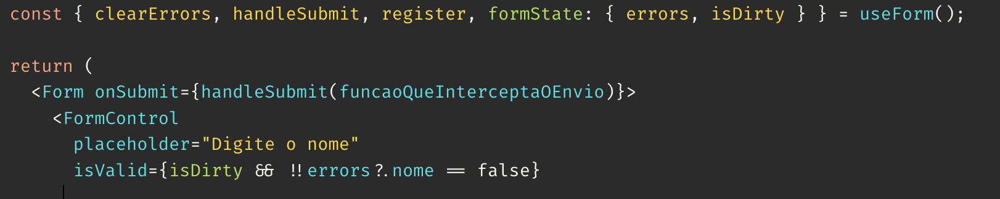 const { clearErrors, handleSubmit, register, formState: { errors, isDirty } } = useForm();
return (
<Form onSubmit={handleSubmit(funcaoQueInterceptaOEnvio)}>
<FormControl
placeholder="Digite o nome"
isValid={isDirty && !!errors?.nome == false}